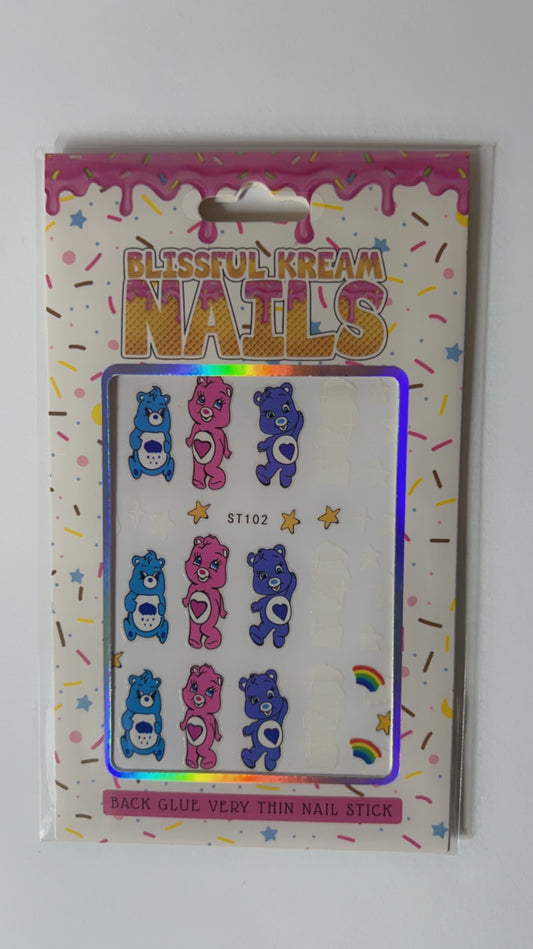 BLISSFUL KREAM
NAILS
ST102
BACK GLUE VERY THIN NAIL STICK